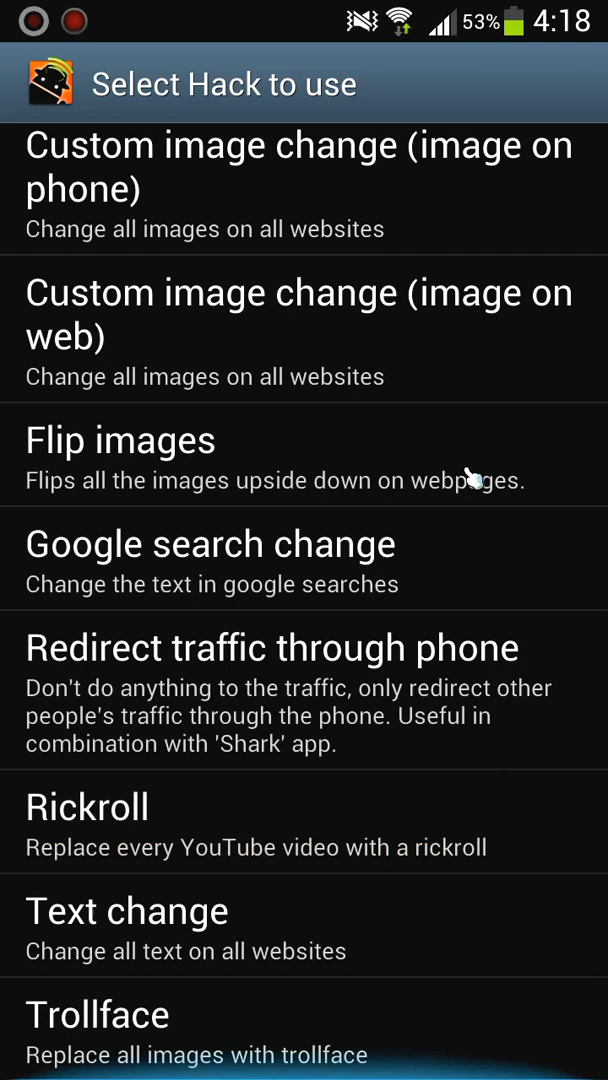 53% 4:18
Select Hack to use
Custom image change (image on
phone)
Change all images on all websites
Custom image change (image on
web)
Change all images on all websites
Flip images
Flips all the images upside down on webpages.
Google search change
Change the text in google searches
Redirect traffic through phone
Don't do anything to the traffic, only redirect other
people's traffic through the phone. Useful in
combination with 'Shark' app.
Rickroll
Replace every YouTube video with a rickroll
Text change
Change all text on all websites
Trollface
Replace all images with trollface